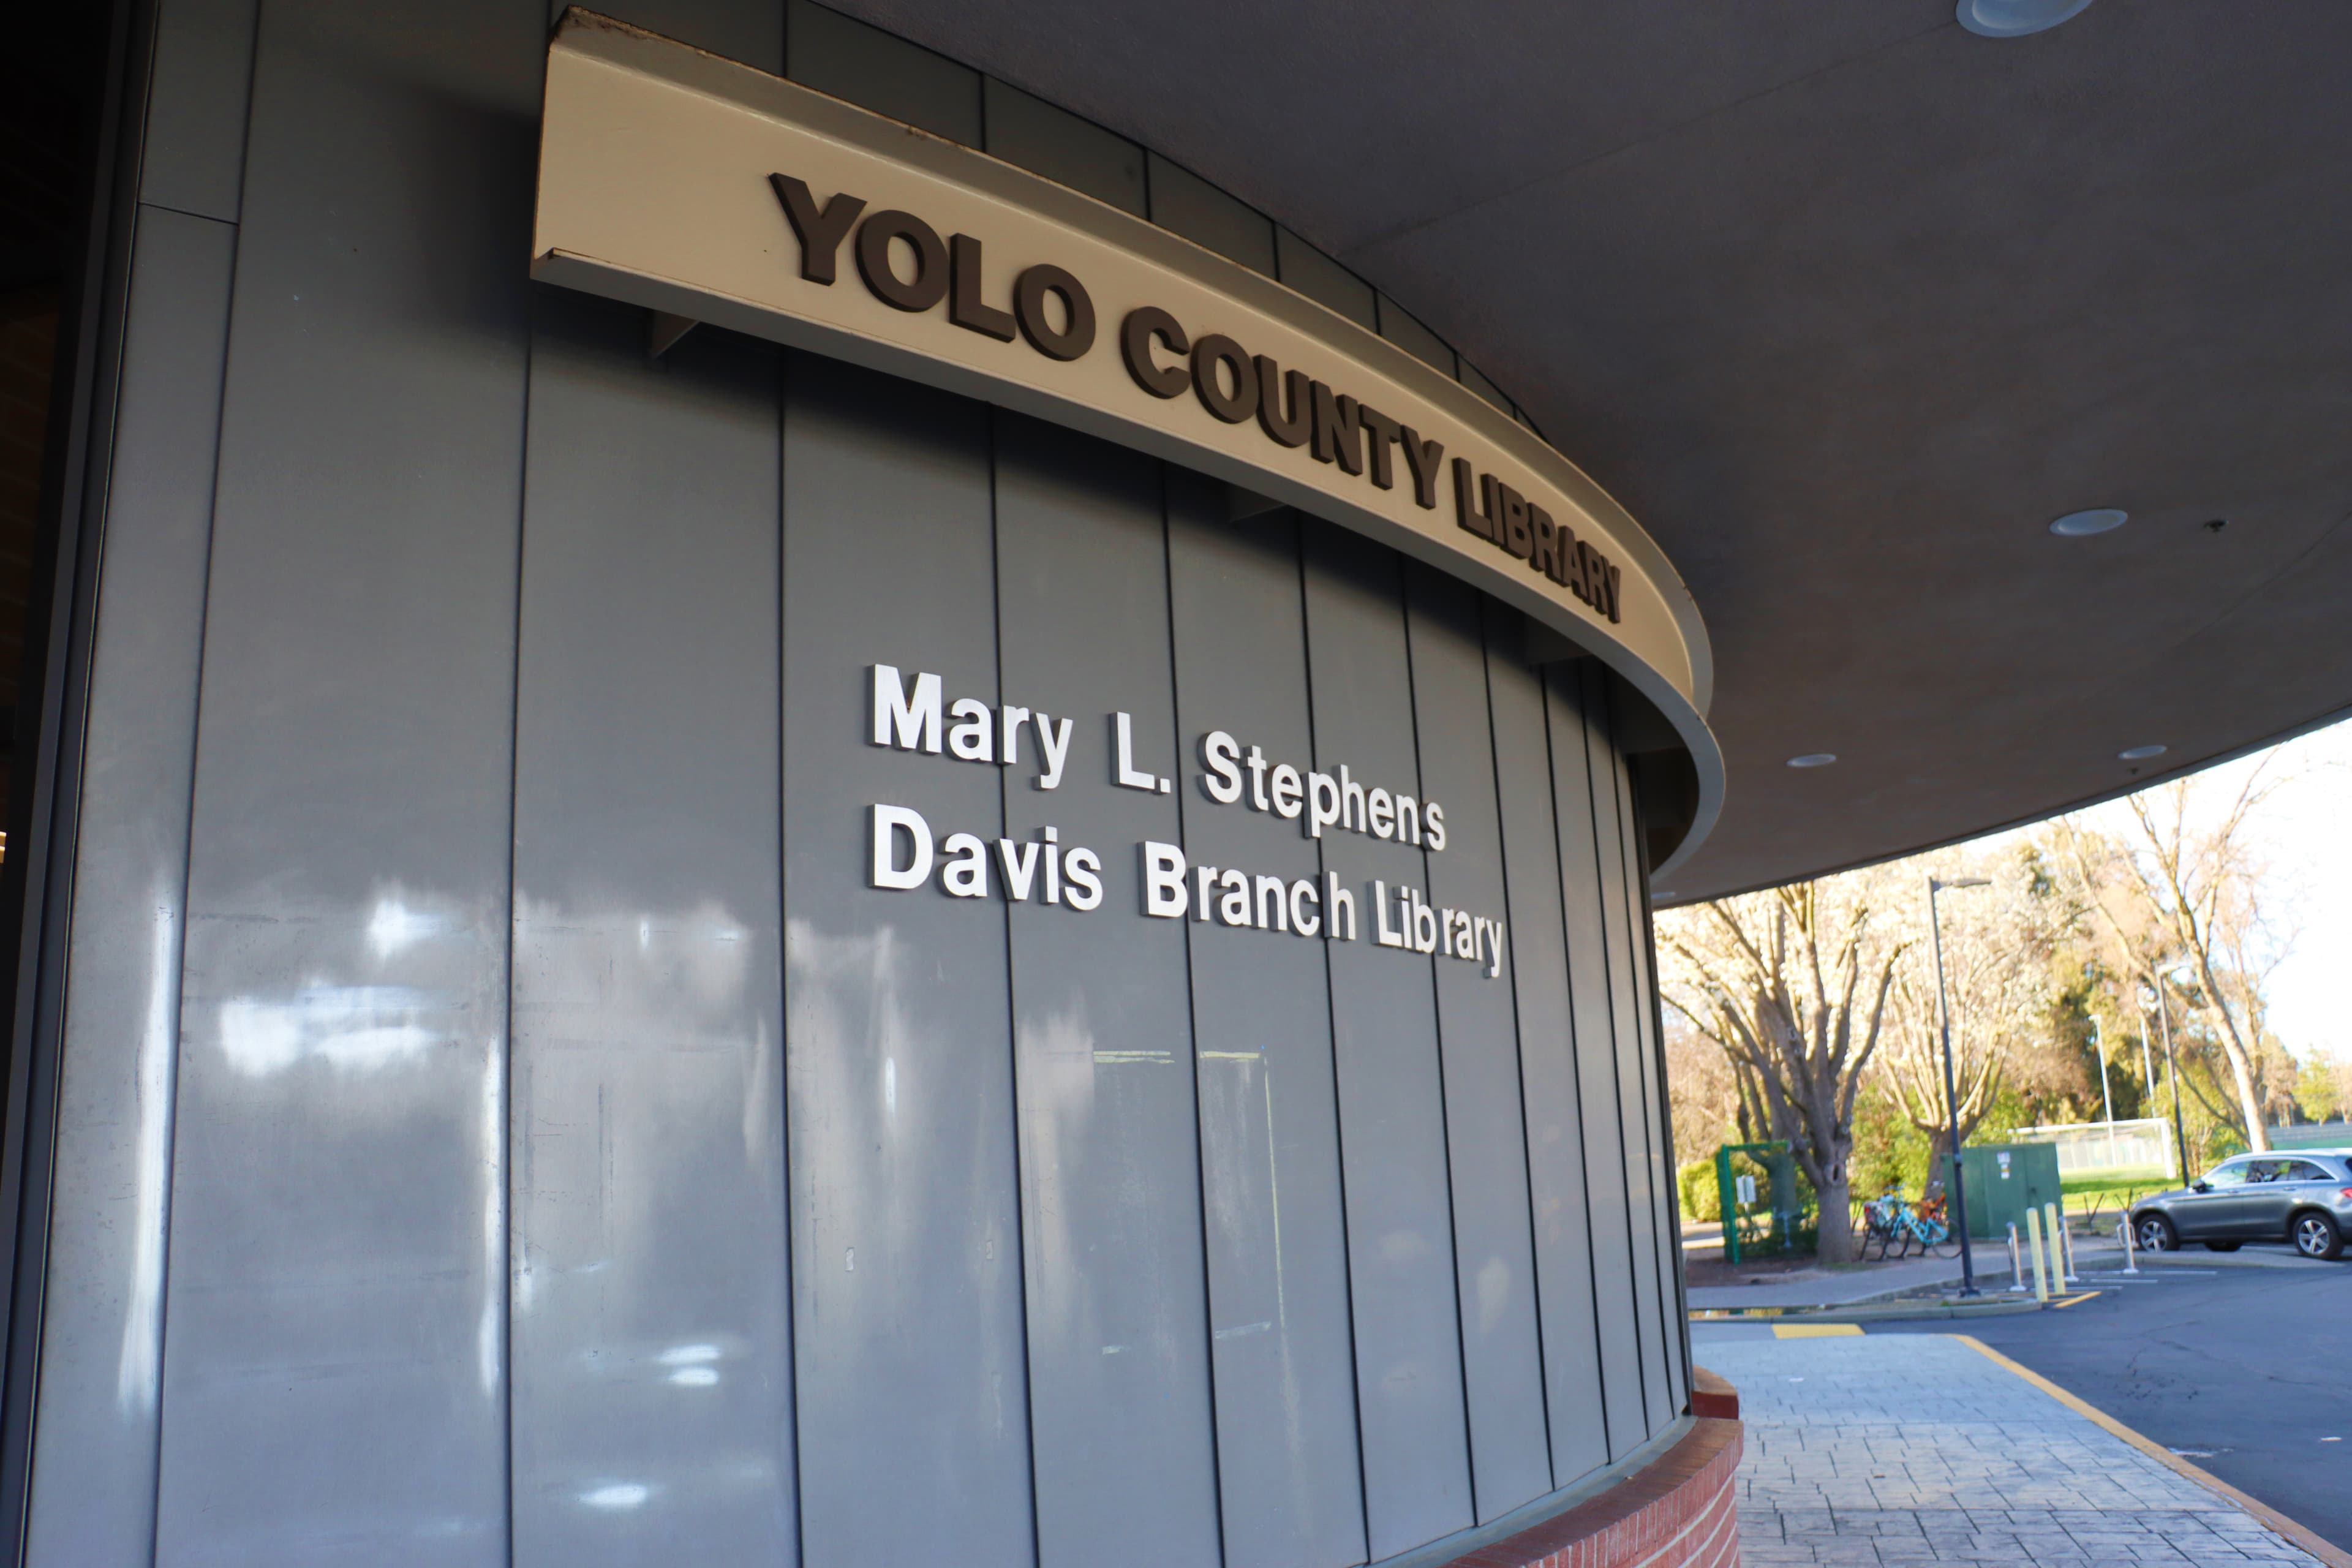 YOLO COUNTY LIBRARY
Mary L. Stephens
Davis Branch Library